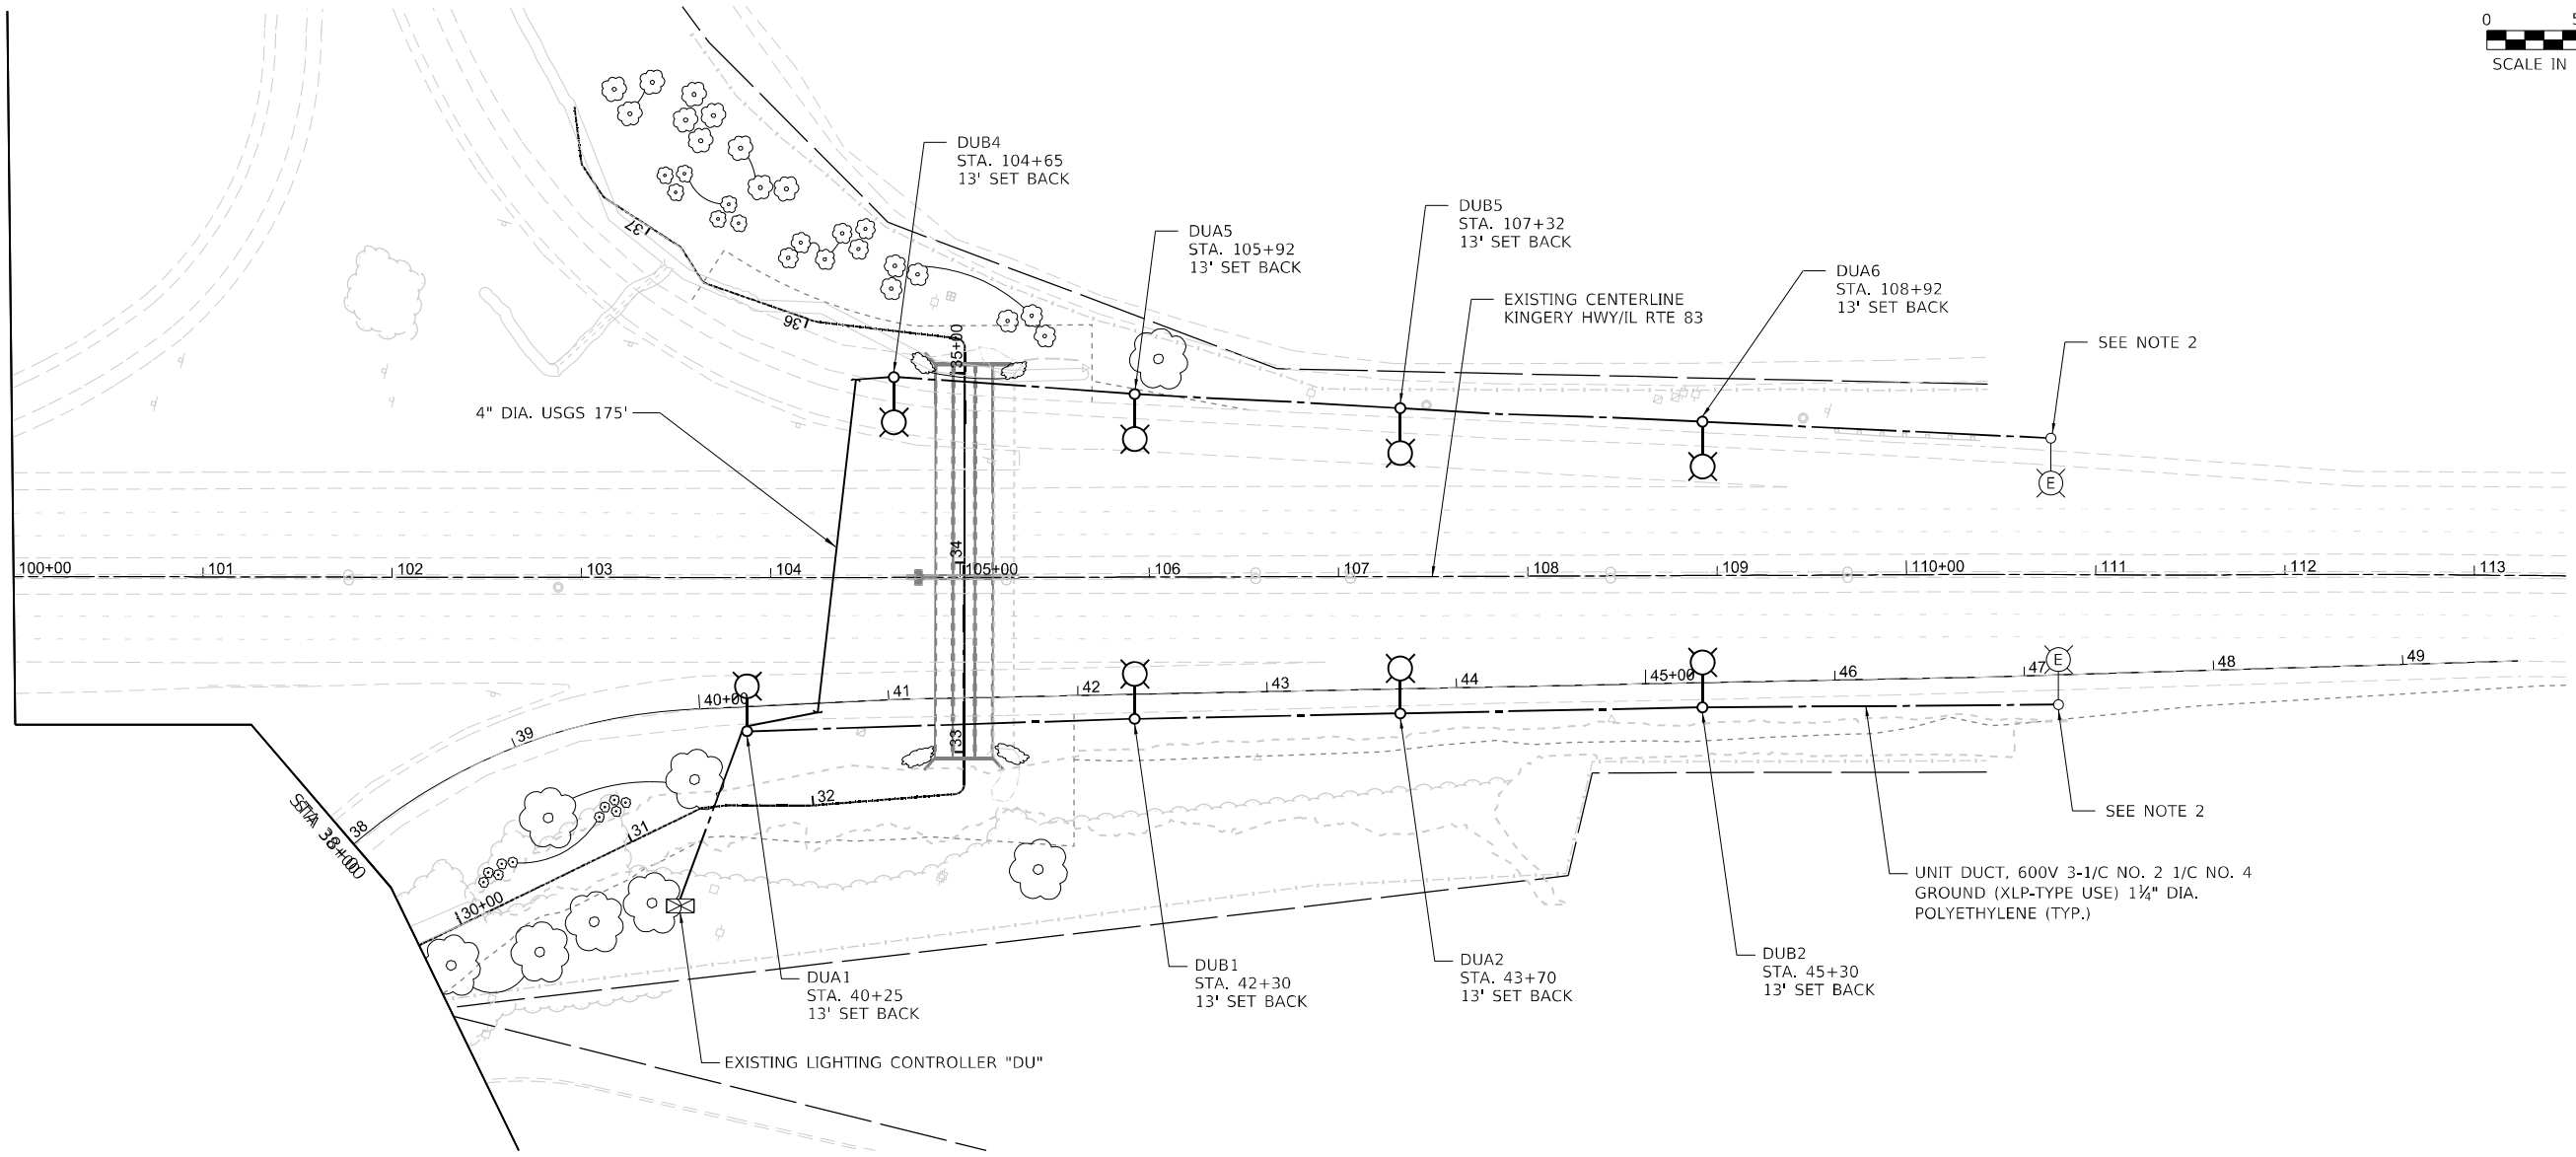 0 5
SCALE IN
DUB4
STA. 104+65
13' SET BACK
DUA5
STA. 105+92
13' SET BACK
DUB5
STA. 107+32
13' SET BACK
DUA6
STA. 108+92
13' SET BACK
EXISTING CENTERLINE
KINGERY HWY/IL RTE 83
SEE NOTE 2
4" DIA. USGS 175'
37
36
35+00
34
33
E
100+00 101 102 103 104 105+00 106 107 108 109 110+00 111 112 113
E
38 39 40+00 41 42 43 44 45+00 46 47 48 49
30+00 31 32
STA 38+00
SEE NOTE 2
UNIT DUCT, 600V 3-1/C NO. 2 1/C NO. 4
GROUND (XLP-TYPE USE) 1¼" DIA.
POLYETHYLENE (TYP.)
DUA1
STA. 40+25
13' SET BACK
DUB1
STA. 42+30
13' SET BACK
DUA2
STA. 43+70
13' SET BACK
DUB2
STA. 45+30
13' SET BACK
EXISTING LIGHTING CONTROLLER "DU"